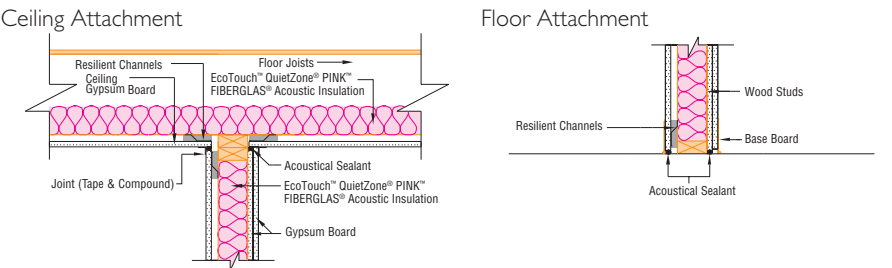 Ceiling Attachment
Resilient Channels
Ceiling
Gypsum Board
Floor Joists
EcoTouch™ QuietZone® PINK™
FIBERGLAS® Acoustic Insulation
Joint (Tape & Compound)
Acoustical Sealant
EcoTouch™ QuietZone® PINK™
FIBERGLAS® Acoustic Insulation
Gypsum Board
Floor Attachment
Wood Studs
Resilient Channels
Base Board
Acoustical Sealant